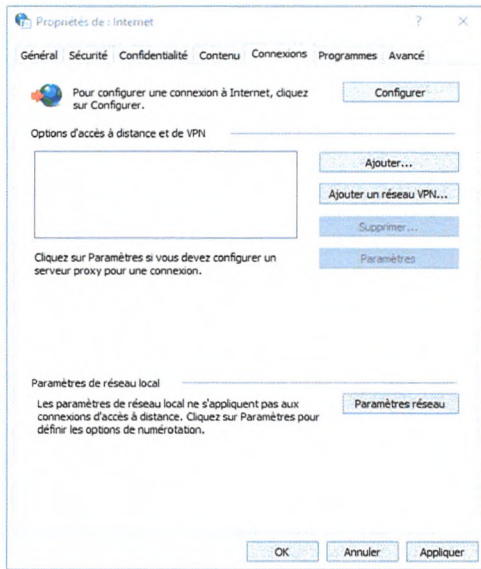 Propriétés de : Internet
? ×
Général Sécurité Confidentialité Contenu Connexions Programmes Avancé
Pour configurer une connexion à Internet, cliquez
sur Configurer.
Configurer
Options d'accès à distance et de VPN
Ajouter...
Ajouter un réseau VPN...
Supprimer...
Cliquez sur Paramètres si vous devez configurer un
serveur proxy pour une connexion.
Paramètres
Paramètres de réseau local
Les paramètres de réseau local ne s'appliquent pas aux
connexions d'accès à distance. Cliquez sur Paramètres pour
définir les options de numérotation.
Paramètres réseau
OK Annuler Appliquer